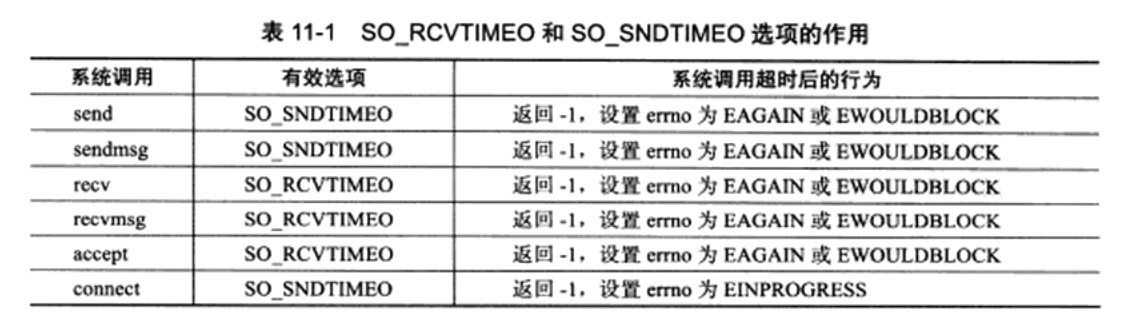 表 11-1 SO_RCVTIMEO 和 SO_SNDTIMEO 选项的作用
系统调用 有效选项 系统调用超时后的行为
send SO_SNDTIMEO 返回 -1，设置 errno 为 EAGAIN 或 EWOULDBLOCK
sendmsg SO_SNDTIMEO 返回 -1，设置 errno 为 EAGAIN 或 EWOULDBLOCK
recv SO_RCVTIMEO 返回 -1，设置 errno 为 EAGAIN 或 EWOULDBLOCK
recvmsg SO_RCVTIMEO 返回 -1，设置 errno 为 EAGAIN 或 EWOULDBLOCK
accept SO_RCVTIMEO 返回 -1，设置 errno 为 EAGAIN 或 EWOULDBLOCK
connect SO_SNDTIMEO 返回 -1，设置 errno 为 EINPROGRESS